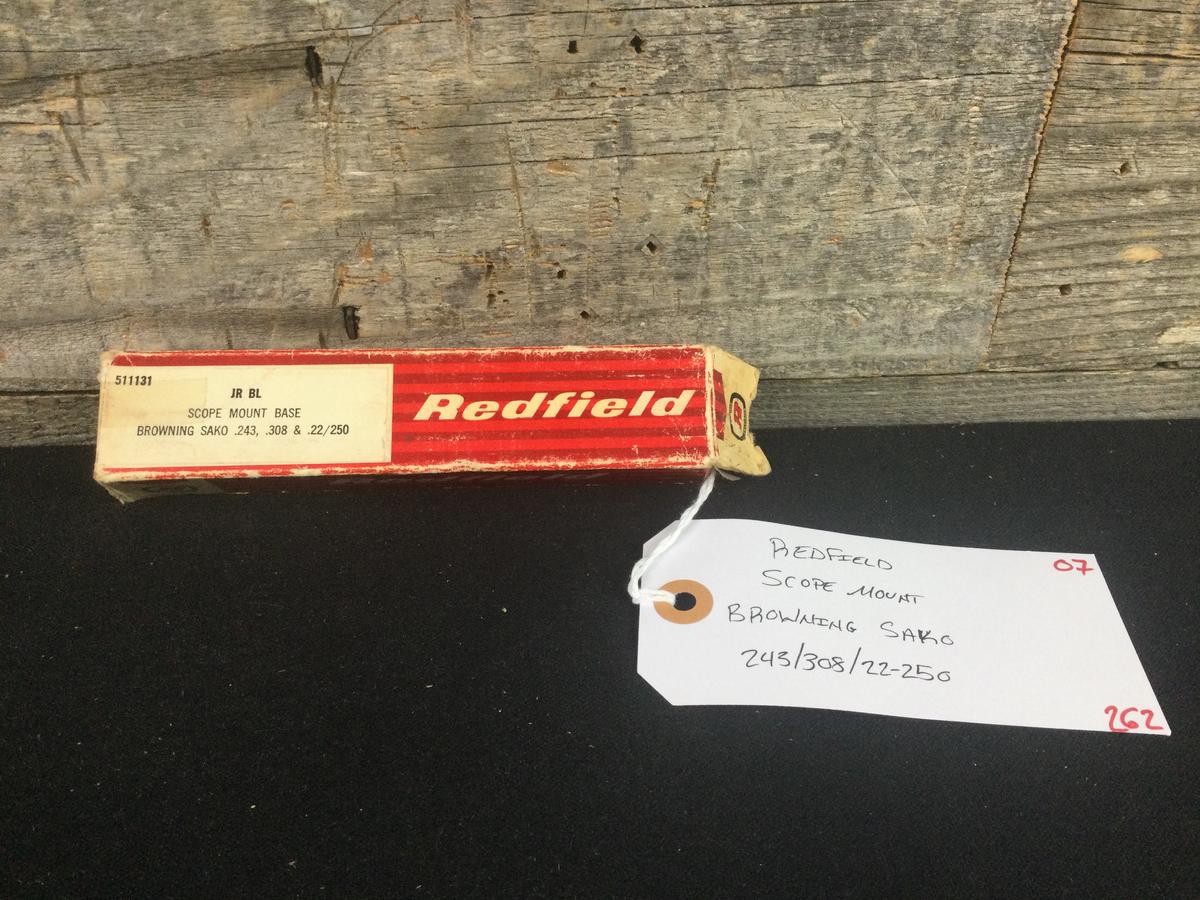 511131
JR BL
SCOPE MOUNT BASE
BROWNING SAKO .243, .308 & .22/250
Redfield
REDFIELD
SCOPE MOUNT
BROWNING SAKO
243/308/22-250
07
262